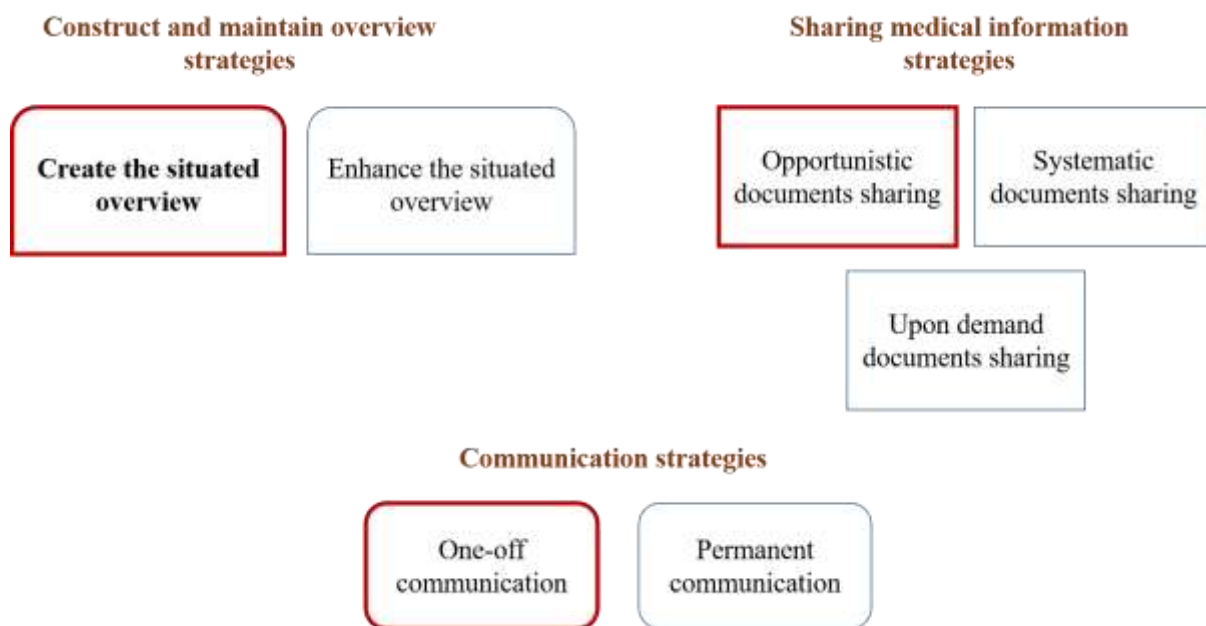 Construct and maintain overview
strategies
Sharing medical information
strategies
Create the situated
overview
Enhance the situated
overview
Opportunistic
documents sharing
Systematic
documents sharing
Upon demand
documents sharing
Communication strategies
One-off
communication
Permanent
communication